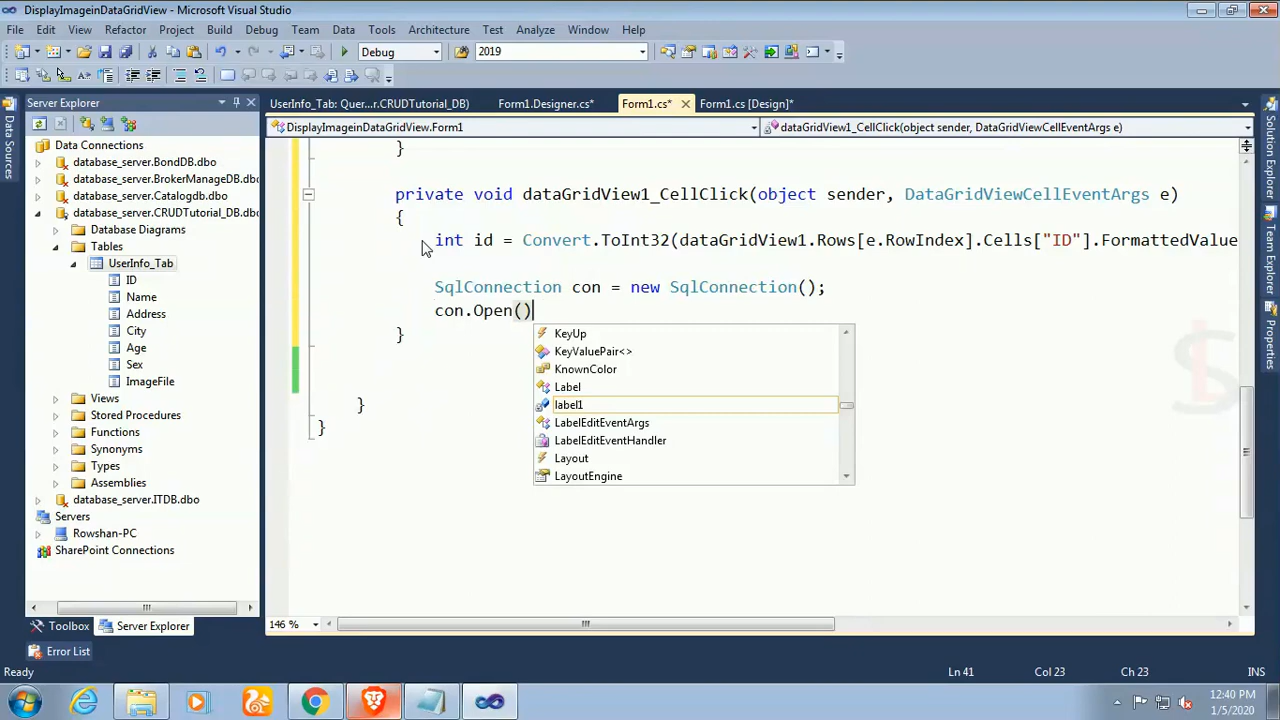 DisplayImageinDataGridView - Microsoft Visual Studio
File Edit View Refactor Project Build Debug Team Data Tools Architecture Test Analyze Window Help
Debug 2019
Server Explorer
UserInfo_Tab: Quer...r.CRUDTutorial_DB) Form1.Designer.cs* Form1.cs* Form1.cs [Design]*
DisplayImageinDataGridView.Form1 dataGridView1_CellClick(object sender, DataGridViewCellEventArgs e)
Data Sources
Data Connections
database_server.BondDB.dbo
database_server.BrokerManageDB.dbo
database_server.Catalogdb.dbo
database_server.CRUDTutorial_DB.dbo
Database Diagrams
Tables
UserInfo_Tab
ID
Name
Address
City
Age
Sex
ImageFile
Views
Stored Procedures
Functions
Synonyms
Types
Assemblies
database_server.ITDB.dbo
Servers
Rowshan-PC
SharePoint Connections
}
private void dataGridView1_CellClick(object sender, DataGridViewCellEventArgs e)
{
int id = Convert.ToInt32(dataGridView1.Rows[e.RowIndex].Cells["ID"].FormattedValue
SqlConnection con = new SqlConnection();
con.Open()
}
}
}
KeyUp
KeyValuePair<>
KnownColor
Label
label1
LabelEditEventArgs
LabelEditEventHandler
Layout
LayoutEngine
Solution Explorer
Team Explorer
Properties
146 %
Toolbox Server Explorer
Error List
Ready Ln 41 Col 23 Ch 23 INS
12:40 PM
1/5/2020